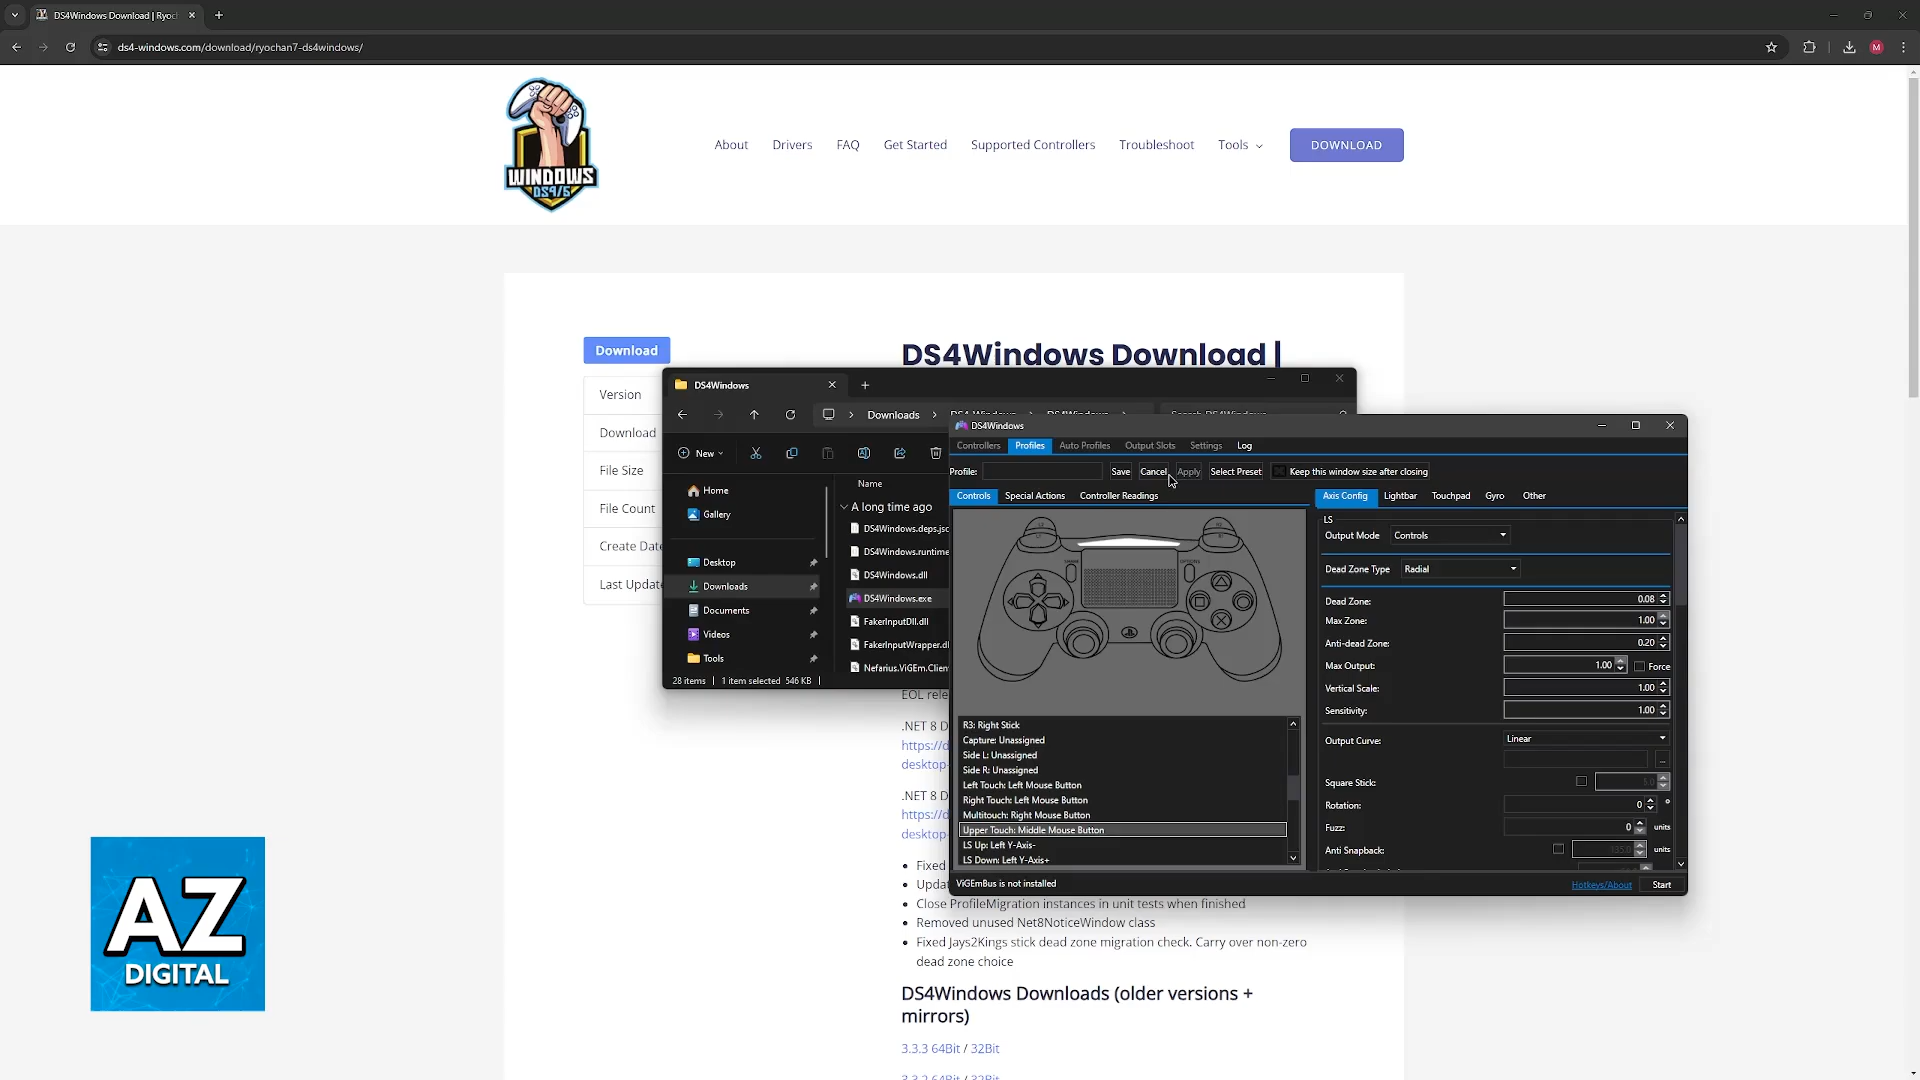 DS4Windows Download | Ryoc
ds4-windows.com/download/ryochan7-ds4windows/
M
WINDOWS
DS4/5
About
Drivers
FAQ
Get Started
Supported Controllers
Troubleshoot
Tools
DOWNLOAD
Download
Version
Download
File Size
File Count
Create Date
Last Update
DS4Windows Download |
DS4Windows
Downloads
New
Name
Home
Gallery
Desktop
Downloads
Documents
Videos
Tools
A long time ago
DS4Windows.deps.jsc
DS4Windows.runtime
DS4Windows.dll
DS4Windows.exe
FakerInputDll.dll
FakerInputWrapper.dl
Nefarius.ViGEm.Client
28 items
1 item selected 546 KB
DS4Windows
Controllers
Profiles
Auto Profiles
Output Slots
Settings
Log
Profile:
Save
Cancel
Apply
Select Preset
Keep this window size after closing
Controls
Special Actions
Controller Readings
R3: Right Stick
Capture: Unassigned
Side L: Unassigned
Side R: Unassigned
Left Touch: Left Mouse Button
Right Touch: Left Mouse Button
Multitouch: Right Mouse Button
Upper Touch: Middle Mouse Button
LS Up: Left Y-Axis-
LS Down: Left Y-Axis+
Axis Config
Lightbar
Touchpad
Gyro
Other
LS
Output Mode Controls
Dead Zone Type Radial
Dead Zone: 0.08
Max Zone: 1.00
Anti-dead Zone: 0.20
Max Output: 1.00 Force
Vertical Scale: 1.00
Sensitivity: 1.00
Output Curve: Linear
...
Square Stick: 5.0
Rotation: 0 °
Fuzz: 0 units
Anti Snapback: 135.0 units
ViGEmBus is not installed
Hotkeys/About
Start
EOL rele
.NET 8 D
https://d
desktop-
.NET 8 D
https://d
desktop-
Fixed
Updat
Close ProfileMigration instances in unit tests when finished
Removed unused Net8NoticeWindow class
Fixed Jays2Kings stick dead zone migration check. Carry over non-zero
dead zone choice
DS4Windows Downloads (older versions +
mirrors)
3.3.3 64Bit / 32Bit
3.3.2 64Bit / 32Bit
AZ
DIGITAL